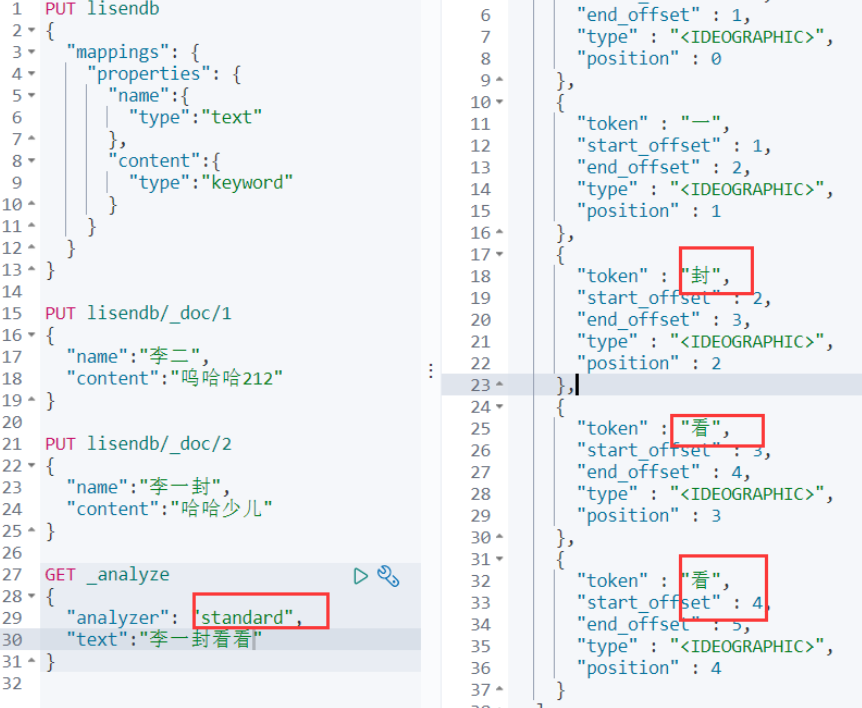 1 PUT lisendb
2 {
3 "mappings": {
4 "properties": {
5 "name":{
6 "type":"text"
7 },
8 "content":{
9 "type":"keyword"
10 }
11 }
12 }
13 }
14
15 PUT lisendb/_doc/1
16 {
17 "name":"李二",
18 "content":"呜哈哈212"
19 }
20
21 PUT lisendb/_doc/2
22 {
23 "name":"李一封",
24 "content":"哈哈少儿"
25 }
26
27 GET _analyze
28 {
29 "analyzer": "standard",
30 "text":"李一封看看"
31 }
32
6 "end_offset" : 1,
7 "type" : "<IDEOGRAPHIC>",
8 "position" : 0
9 },
10 {
11 "token" : "一",
12 "start_offset" : 1,
13 "end_offset" : 2,
14 "type" : "<IDEOGRAPHIC>",
15 "position" : 1
16 },
17 {
18 "token" : "封",
19 "start_offset" : 2,
20 "end_offset" : 3,
21 "type" : "<IDEOGRAPHIC>",
22 "position" : 2
23 },
24 {
25 "token" : "看",
26 "start_offset" : 3,
27 "end_offset" : 4,
28 "type" : "<IDEOGRAPHIC>",
29 "position" : 3
30 },
31 {
32 "token" : "看",
33 "start_offset" : 4,
34 "end_offset" : 5,
35 "type" : "<IDEOGRAPHIC>",
36 "position" : 4
37 }